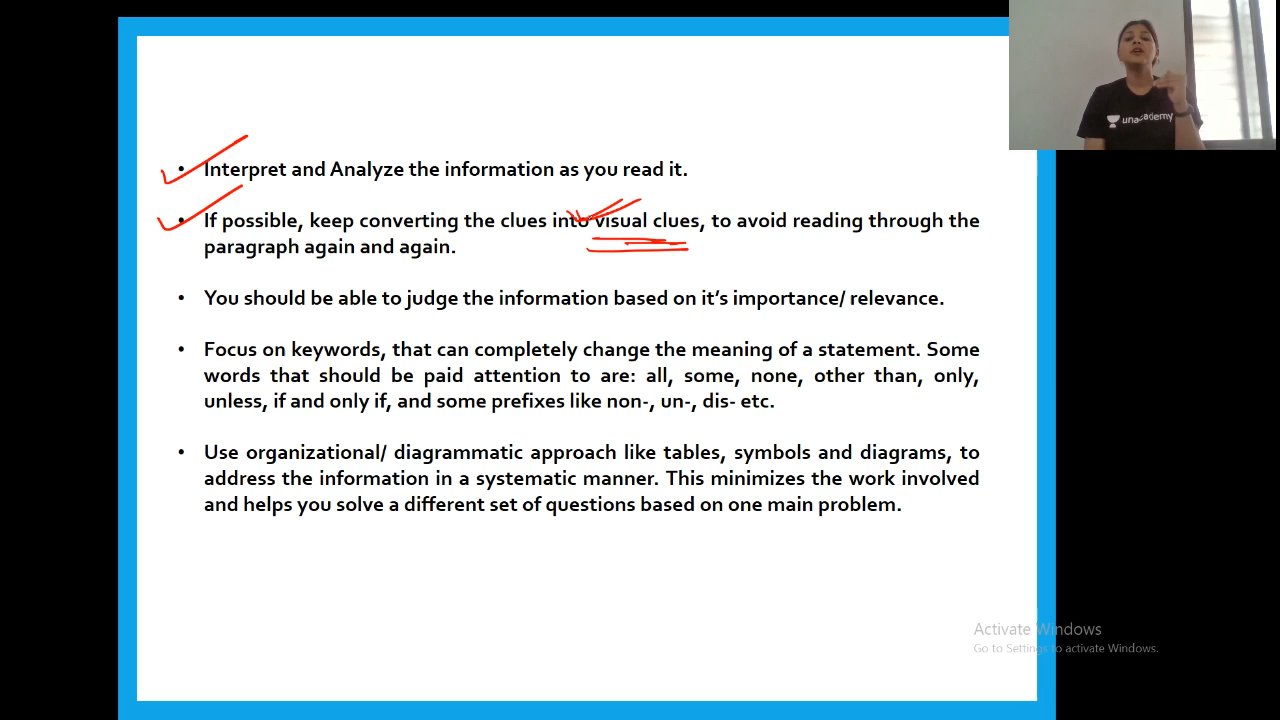 • Interpret and Analyze the information as you read it.
• If possible, keep converting the clues into visual clues, to avoid reading through the
paragraph again and again.
• You should be able to judge the information based on it's importance/ relevance.
• Focus on keywords, that can completely change the meaning of a statement. Some
words that should be paid attention to are: all, some, none, other than, only,
unless, if and only if, and some prefixes like non-, un-, dis- etc.
• Use organizational/ diagrammatic approach like tables, symbols and diagrams, to
address the information in a systematic manner. This minimizes the work involved
and helps you solve a different set of questions based on one main problem.
unacademy
Activate Windows
Go to Settings to activate Windows.